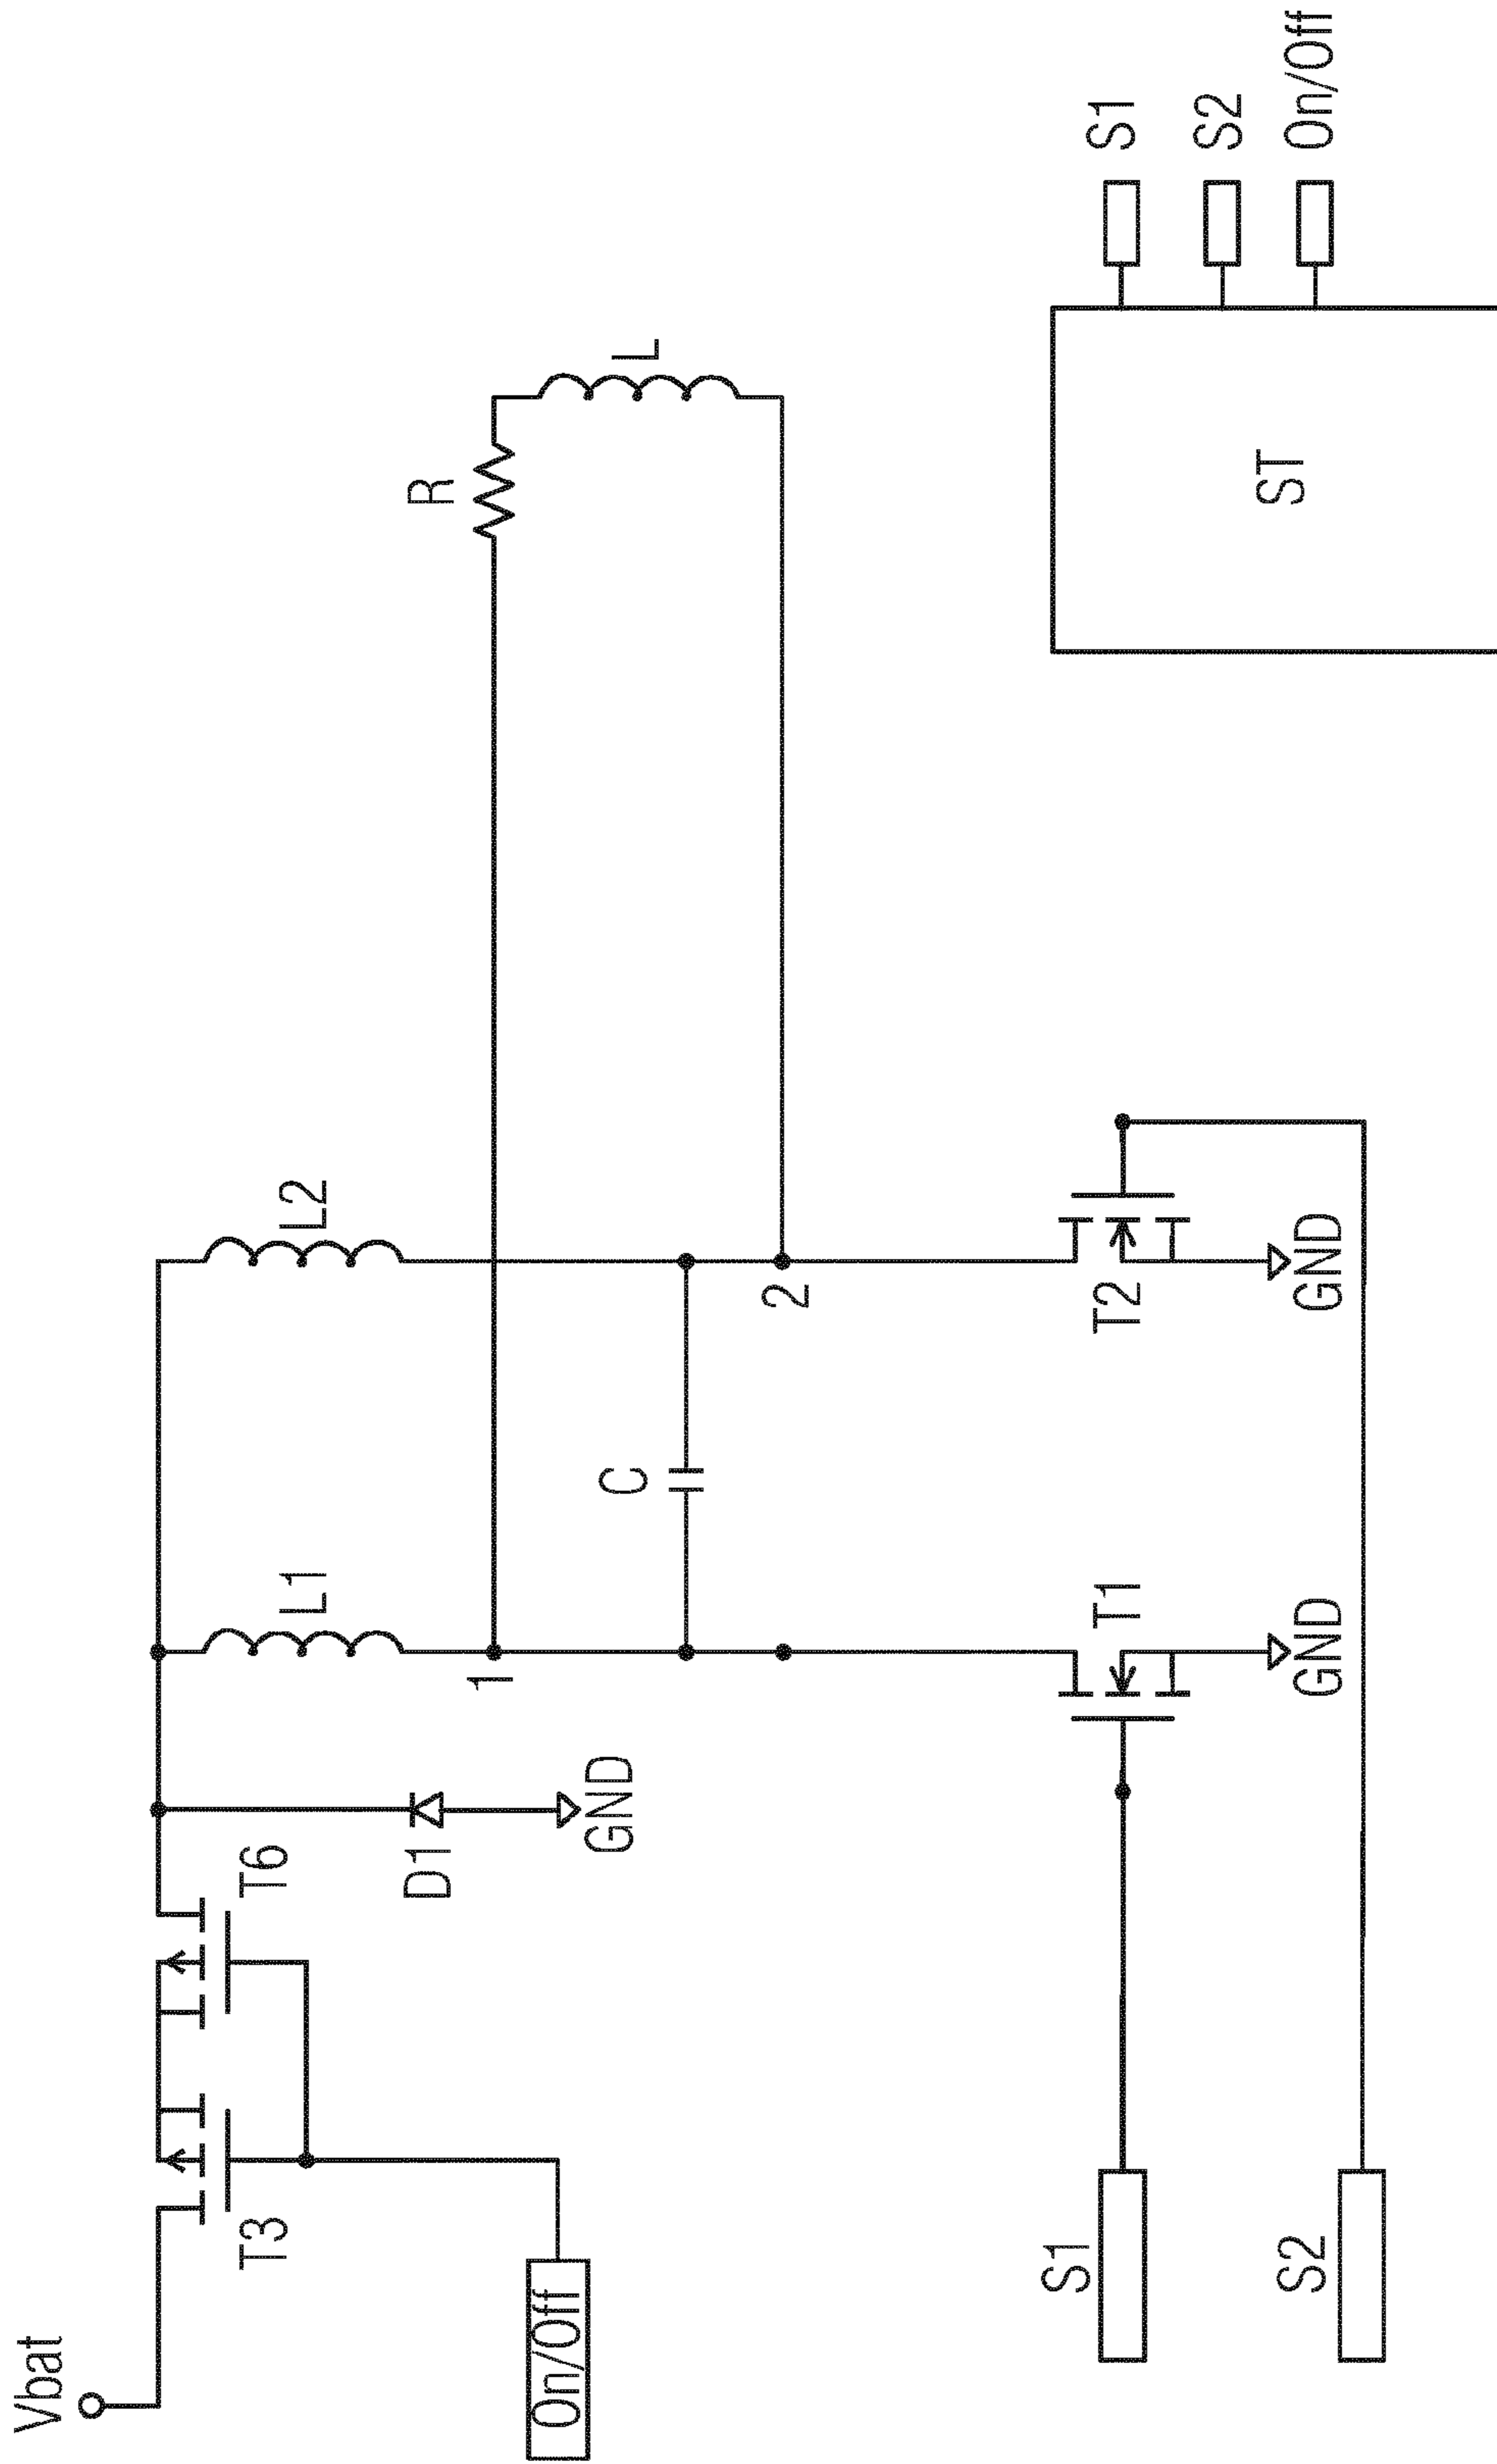 Vbat
T3
T6
On/Off
D1
GND
L1
L2
1
C
2
R
L
S1
T1
GND
T2
GND
S2
ST
S1
S2
On/Off